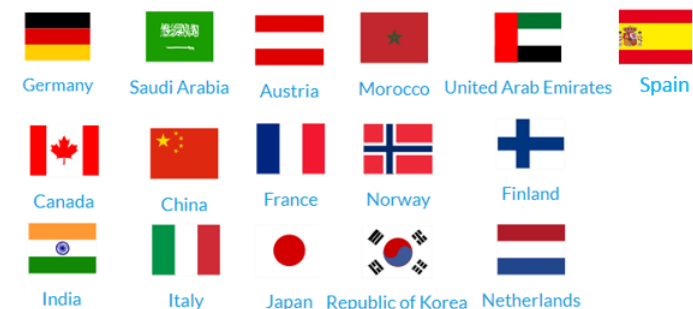 Germany Saudi Arabia Austria Morocco United Arab Emirates Spain
Canada China France Norway Finland
India Italy Japan Republic of Korea Netherlands